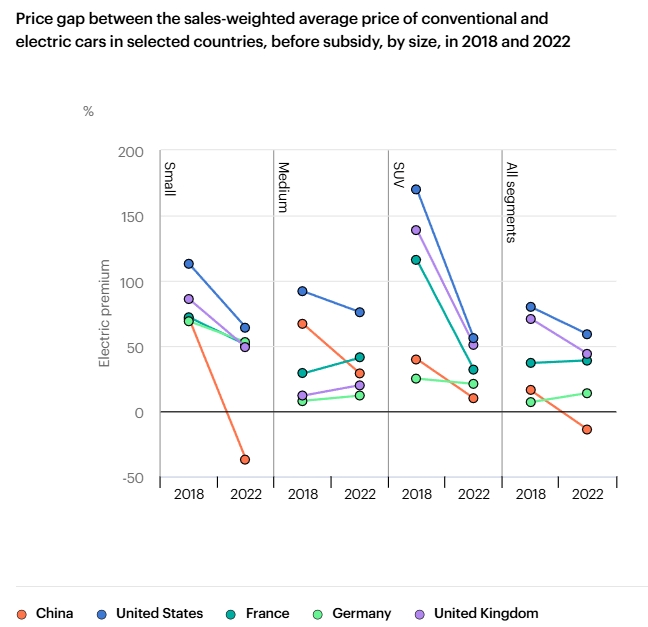 Price gap between the sales-weighted average price of conventional and
electric cars in selected countries, before subsidy, by size, in 2018 and 2022
%
Electric premium
200
150
100
50
0
-50
Small
Medium
SUV
All segments
2018 2022 2018 2022 2018 2022 2018 2022
China United States France Germany United Kingdom